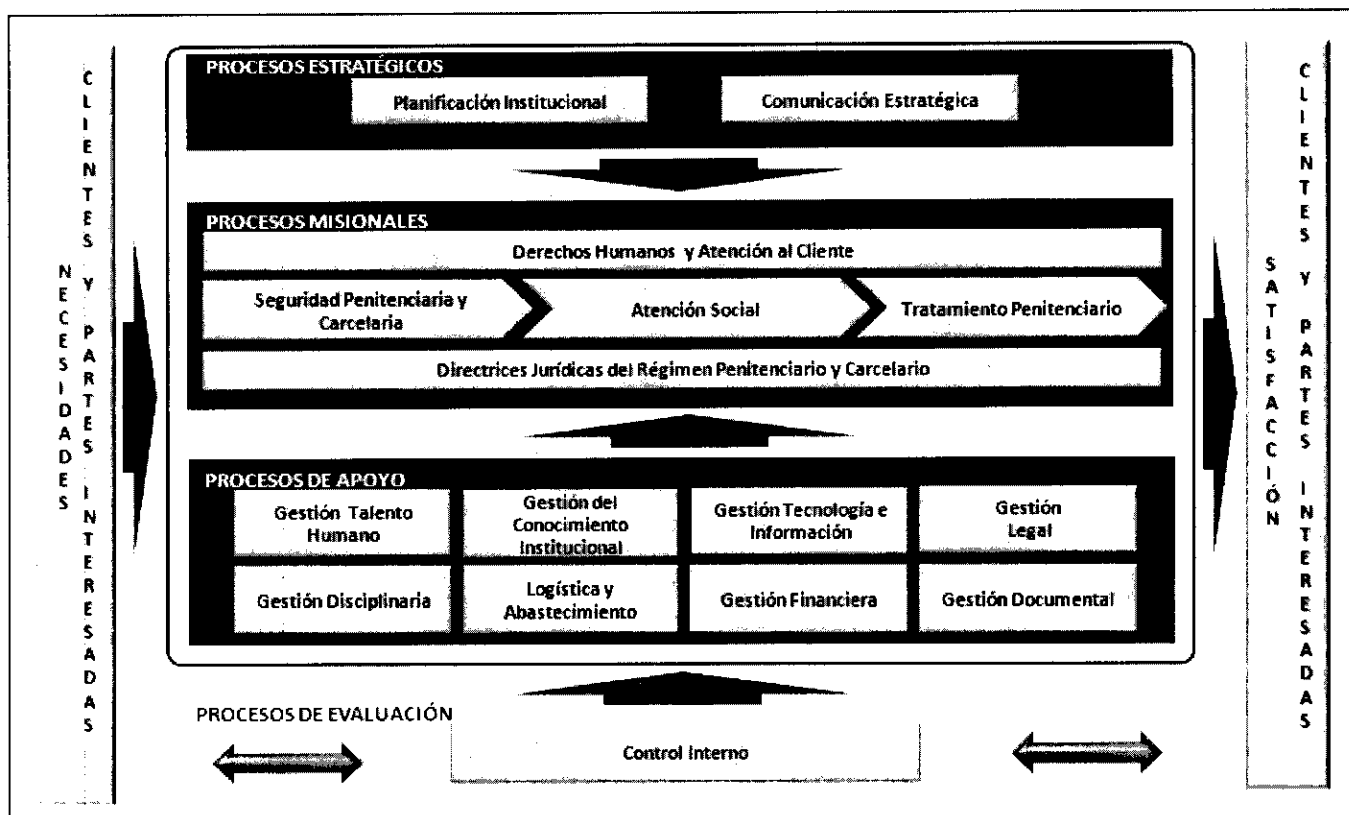 CLIENTES Y PARTES INTERESADAS
NECESIDADES
PROCESOS ESTRATÉGICOS
Planificación Institucional
Comunicación Estratégica
PROCESOS MISIONALES
Derechos Humanos y Atención al Cliente
Seguridad Penitenciaria y
Carcelaria
Atención Social
Tratamiento Penitenciario
Directrices Jurídicas del Régimen Penitenciario y Carcelario
PROCESOS DE APOYO
Gestión Talento
Humano
Gestión del
Conocimiento
Institucional
Gestión Tecnología e
Información
Gestión
Legal
Gestión Disciplinaria
Logística y
Abastecimiento
Gestión Financiera
Gestión Documental
PROCESOS DE EVALUACIÓN
Control Interno
SATISFACCIÓN
CLIENTES Y PARTES INTERESADAS